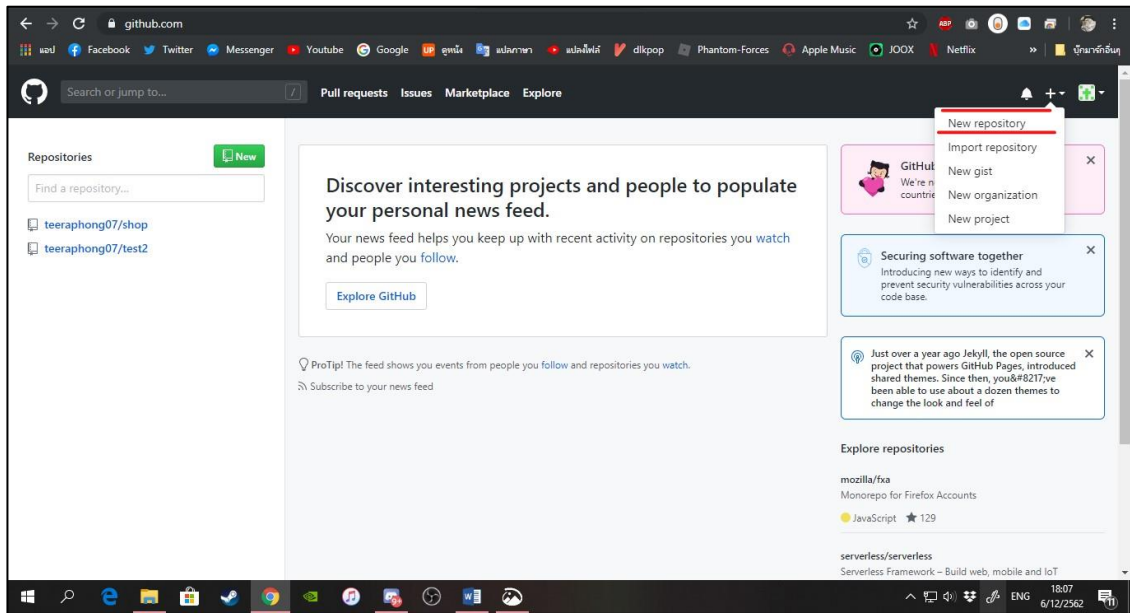 github.com
ABP
แอป Facebook Twitter Messenger Youtube Google UP ดูหนัง แปลภาษา แปลงไฟล์ dlkpop Phantom-Forces Apple Music JOOX Netflix » บุ๊กมาร์กอื่นๆ
Search or jump to... / Pull requests Issues Marketplace Explore
New repository
Import repository
New gist
New organization
New project
Repositories New
Find a repository...
teeraphong07/shop
teeraphong07/test2
Discover interesting projects and people to populate
your personal news feed.
Your news feed helps you keep up with recent activity on repositories you watch
and people you follow.
Explore GitHub
ProTip! The feed shows you events from people you follow and repositories you watch.
Subscribe to your news feed
GitHub
We're
countrie
Securing software together
Introducing new ways to identify and
prevent security vulnerabilities across your
code base.
Just over a year ago Jekyll, the open source
project that powers GitHub Pages, introduced
shared themes. Since then, you&#8217;ve
been able to use about a dozen themes to
change the look and feel of
Explore repositories
mozilla/fxa
Monorepo for Firefox Accounts
JavaScript 129
serverless/serverless
Serverless Framework – Build web, mobile and IoT
ENG
18:07
6/12/2562